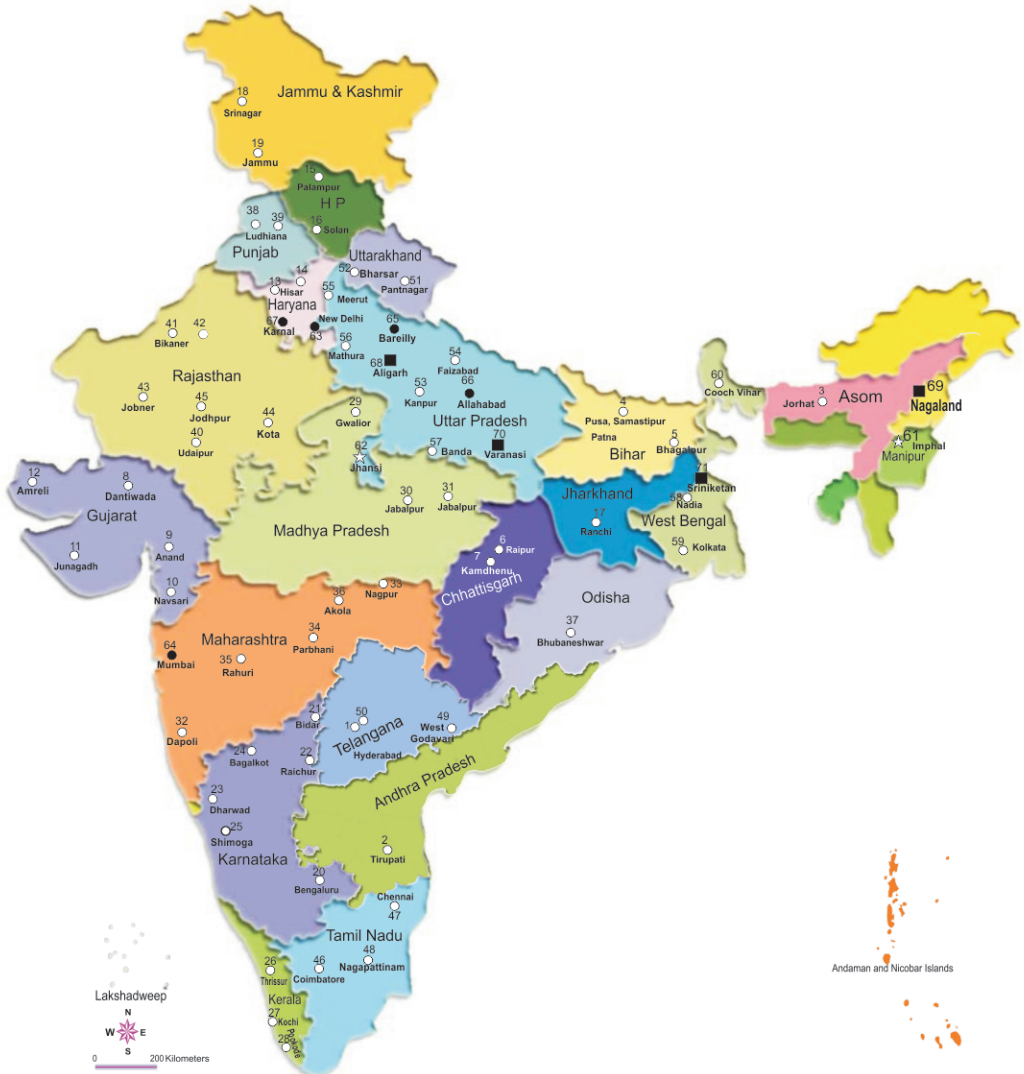 18
Jammu & Kashmir
Srinagar
19
Jammu
15
Palampur
H P
38
39
16
Ludhiana
Solan
Punjab
Uttarakhand
52
Bharsar
51
14
13
Hisar
55
Pantnagar
Meerut
Haryana
67
New Delhi
65
Karnal
63
Bareilly
41
42
Bikaner
56
Mathura
68
54
Aligarh
Faizabad
Rajasthan
60
Cooch Vihar
3
Jorhat
Asom
69
Nagaland
43
Jobner
45
Jodhpur
53
66
Kanpur
Allahabad
29
Gwalior
44
Kota
4
Pusa, Samastipur
Uttar Pradesh
40
Udaipur
62
Jhansi
57
Banda
70
Varanasi
Patna
5
Bhagalpur
Bihar
61
Imphal
Manipur
12
Amreli
8
Dantiwada
71
Sriniketan
Jharkhand
58
Nadia
Gujarat
30
Jabalpur
31
Jabalpur
17
Ranchi
West Bengal
Madhya Pradesh
11
Junagadh
9
Anand
6
Raipur
7
Kamdhenu
59
Kolkata
10
Navsari
33
Nagpur
36
Akola
Chhattisgarh
Odisha
Maharashtra
34
Parbhani
37
Bhubaneshwar
64
Mumbai
35
Rahuri
21
Bidar
50
1
49
West
Godavari
Telangana
Hyderabad
32
Dapoli
24
Bagalkot
22
Raichur
Andhra Pradesh
23
Dharwad
25
Shimoga
2
Tirupati
Karnataka
20
Bengaluru
Chennai
47
Tamil Nadu
48
Nagapattinam
46
Coimbatore
26
Thrissur
Kerala
27
Kochi
28
Andaman and Nicobar Islands
Lakshadweep
N
W E
S
0 200 Kilometers